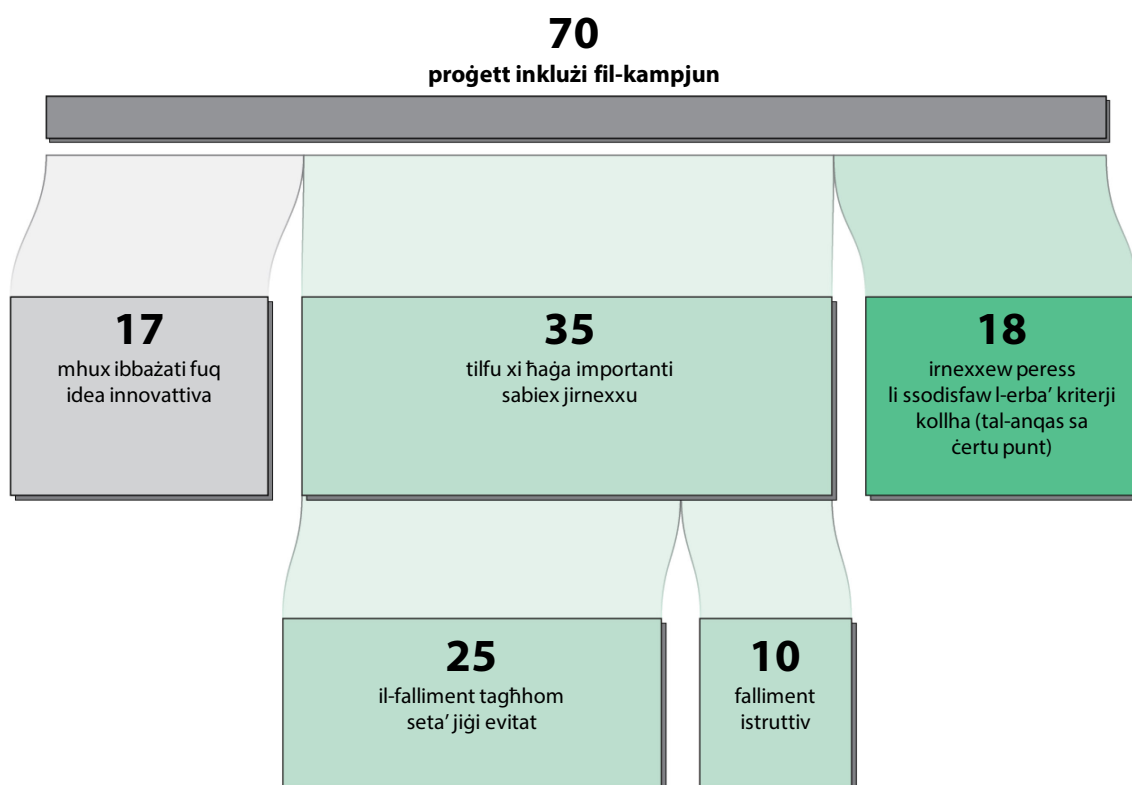 70
proġett inklużi fil-kampjun
17
mhux ibbażati fuq
idea innovattiva
35
tilfu xi ħaġa importanti
sabiex jirnexxu
18
irnexxew peress
li ssodisfaw l-erba’ kriterji
kollha (tal-anqas sa
ċertu punt)
25
il-falliment tagħhom
seta’ jiġi evitat
10
falliment
istruttiv